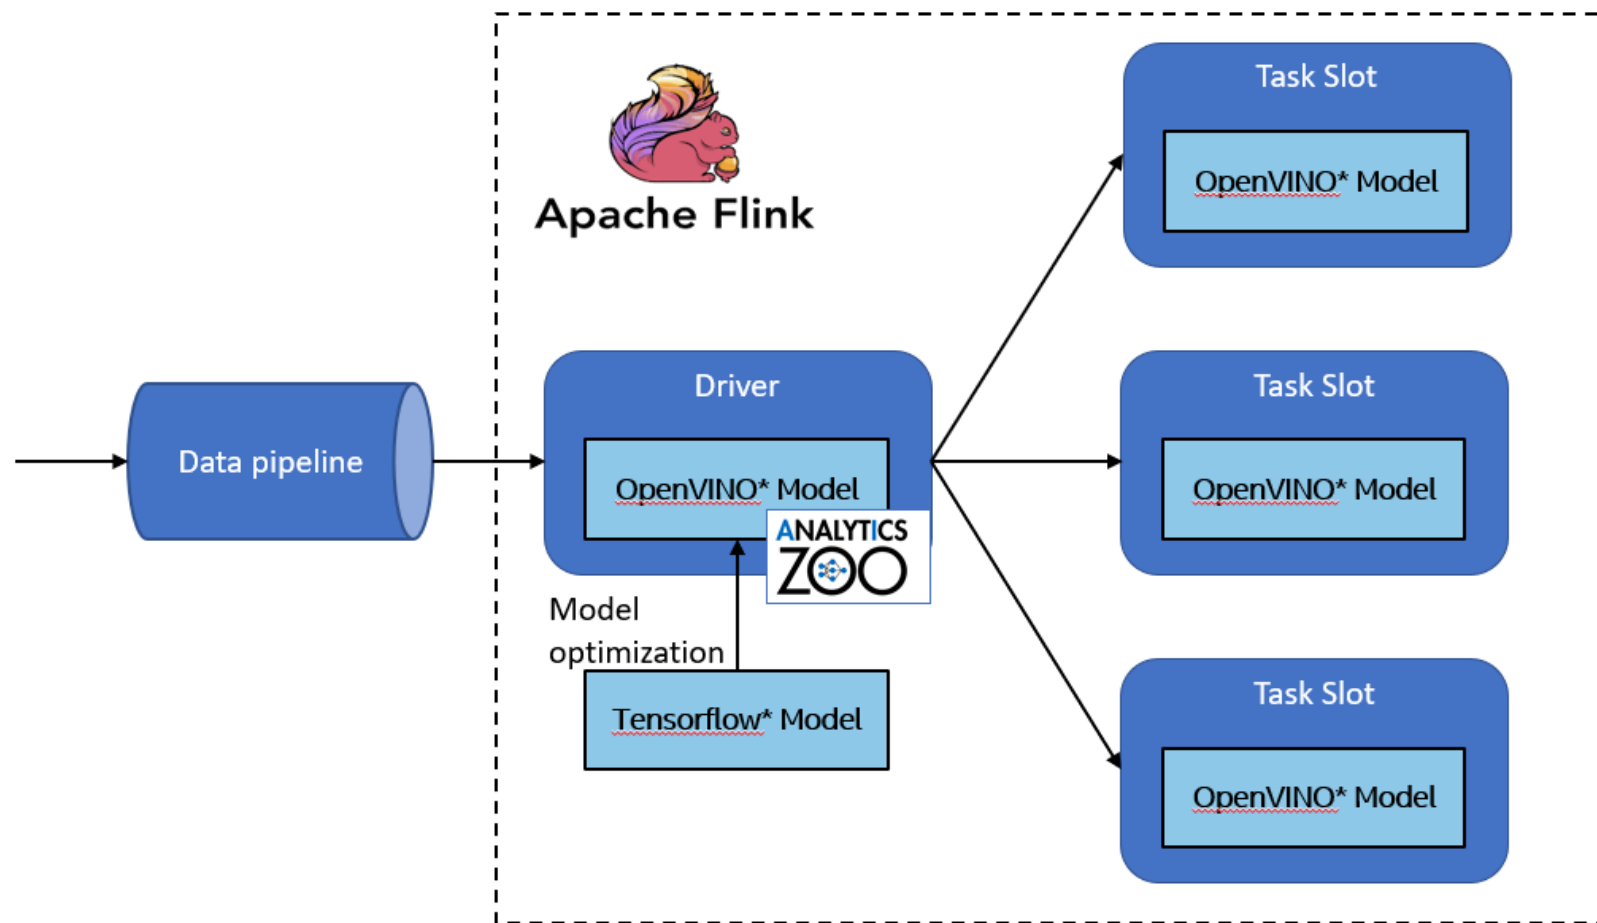 Apache Flink
Task Slot
OpenVINO* Model
Data pipeline
Driver
OpenVINO* Model
ANALYTICS
ZOO
Model
optimization
Tensorflow* Model
Task Slot
OpenVINO* Model
Task Slot
OpenVINO* Model